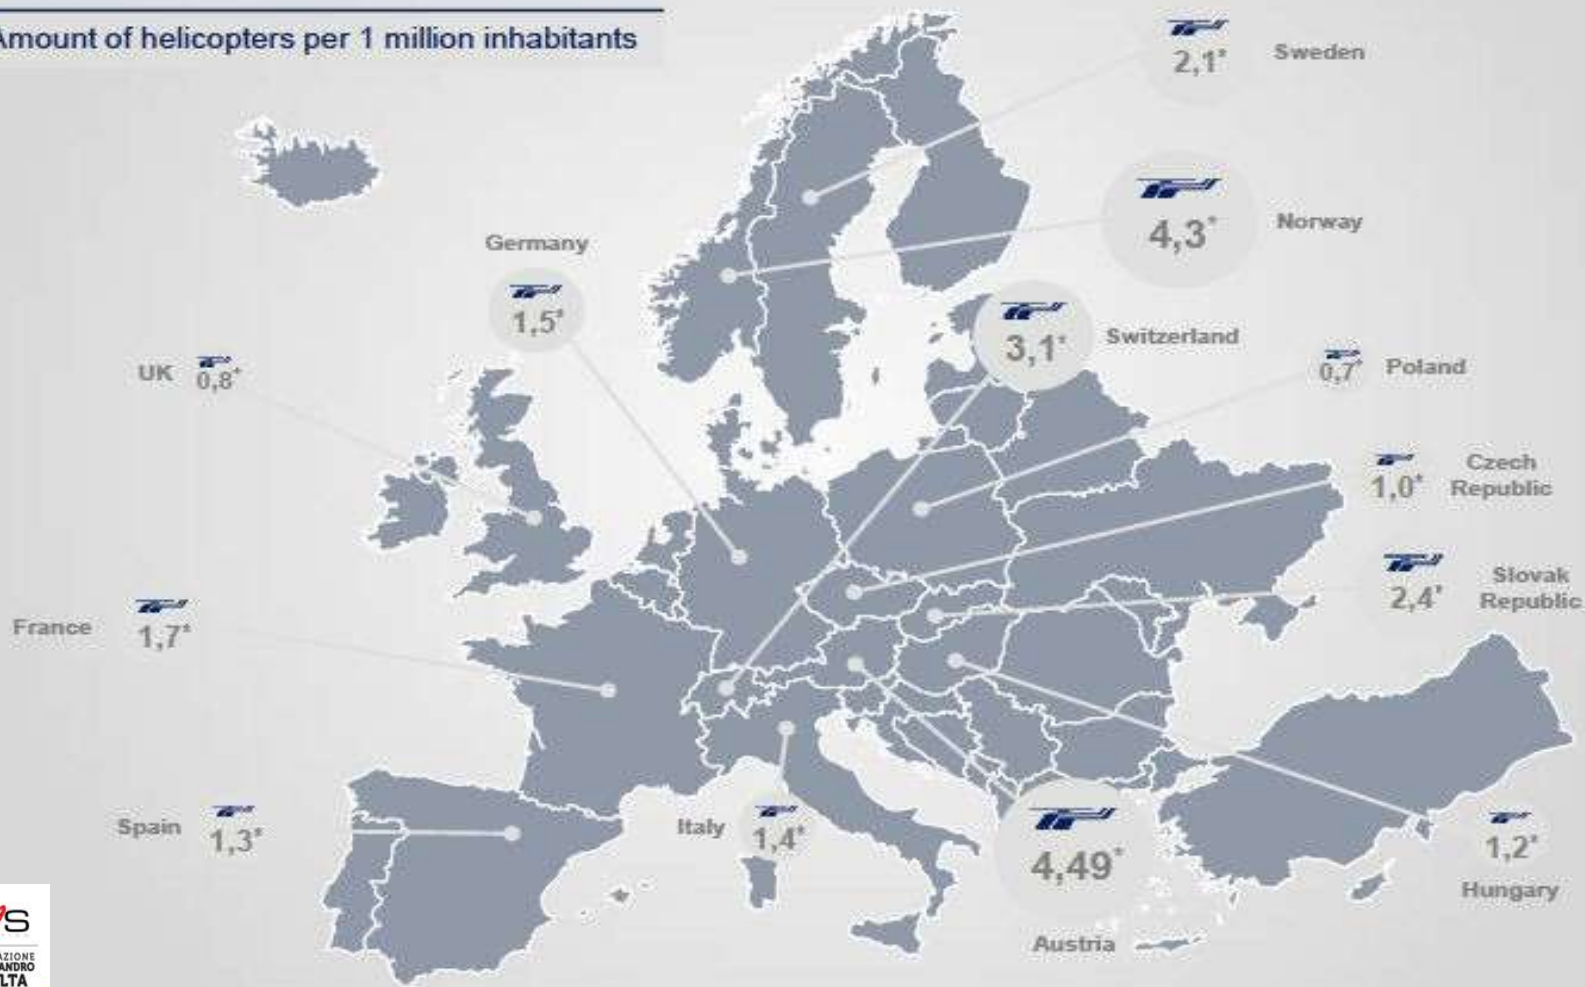 Amount of helicopters per 1 million inhabitants
2,1* Sweden
4,3* Norway
Germany
1,5*
3,1* Switzerland
UK 0,8*
0,7* Poland
1,0* Czech
Republic
2,4* Slovak
Republic
France 1,7*
Spain 1,3*
Italy 1,4*
4,49*
Austria
1,2*
Hungary